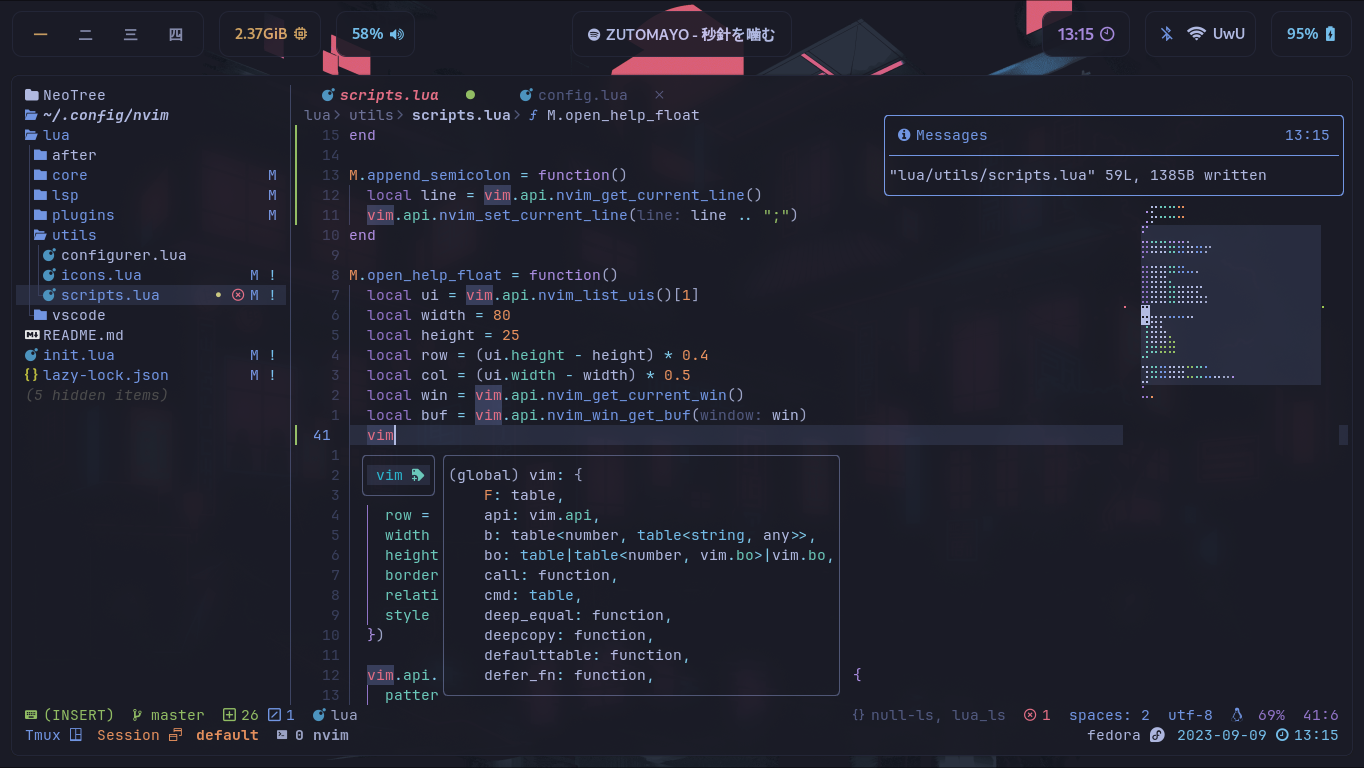 一 二 三 四 2.37GiB 58% ZUTOMAYO - 秒針を噛む 13:15 UwU 95%
NeoTree
~/.config/nvim
lua
after
core M
lsp M
plugins M
utils
configurer.lua
icons.lua M !
scripts.lua M !
vscode
README.md
init.lua M !
lazy-lock.json M !
(5 hidden items)
scripts.lua config.lua
lua> utils> scripts.lua> ƒ M.open_help_float
15 end
14
13 M.append_semicolon = function()
12 local line = vim.api.nvim_get_current_line()
11 vim.api.nvim_set_current_line(line: line .. ";")
10 end
9
8 M.open_help_float = function()
7 local ui = vim.api.nvim_list_uis()[1]
6 local width = 80
5 local height = 25
4 local row = (ui.height - height) * 0.4
3 local col = (ui.width - width) * 0.5
2 local win = vim.api.nvim_get_current_win()
1 local buf = vim.api.nvim_win_get_buf(window: win)
41 vim
1
2
3
4 row =
5 width
6 height
7 border
8 relati
9 style
10 })
11
12 vim.api. {
13 patter
vim
(global) vim: {
F: table,
api: vim.api,
b: table<number, table<string, any>>,
bo: table|table<number, vim.bo>|vim.bo,
call: function,
cmd: table,
deep_equal: function,
deepcopy: function,
defaulttable: function,
defer_fn: function,
Messages 13:15
"lua/utils/scripts.lua" 59L, 1385B written
(INSERT) master 26 1 lua {} null-ls, lua_ls 1 spaces: 2 utf-8 69% 41:6
Tmux Session default 0 nvim fedora 2023-09-09 13:15